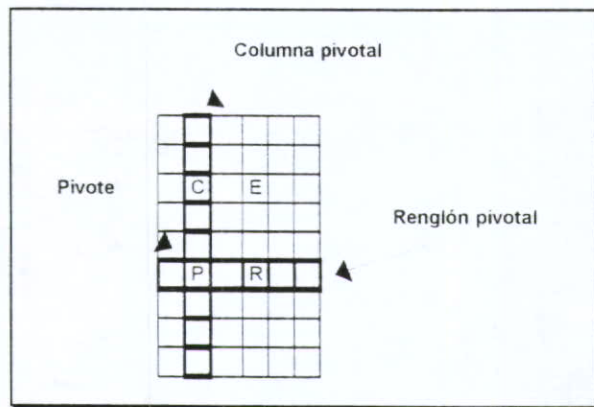 Columna pivotal
Pivote
C E
Renglón pivotal
P R